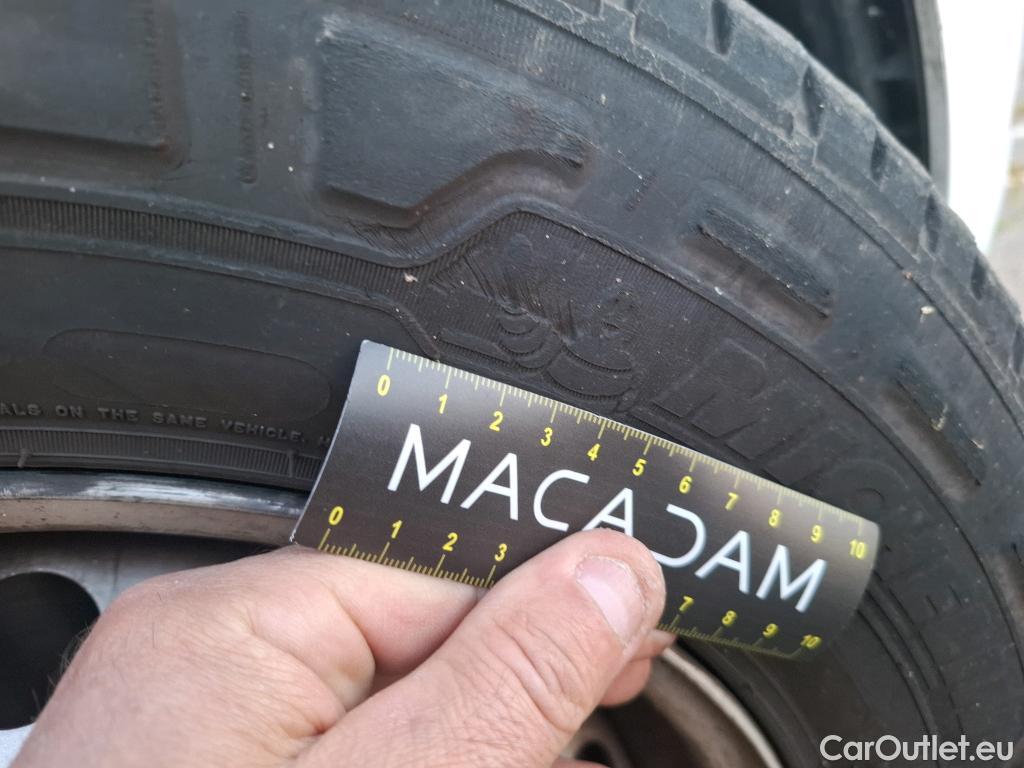 MICHELIN
ALS ON THE SAME VEHICLE.
0 1 2 3 4 5 6 7 8 9 10
MACADAM
0 1 2 3 7 8 9 10
CarOutlet.eu